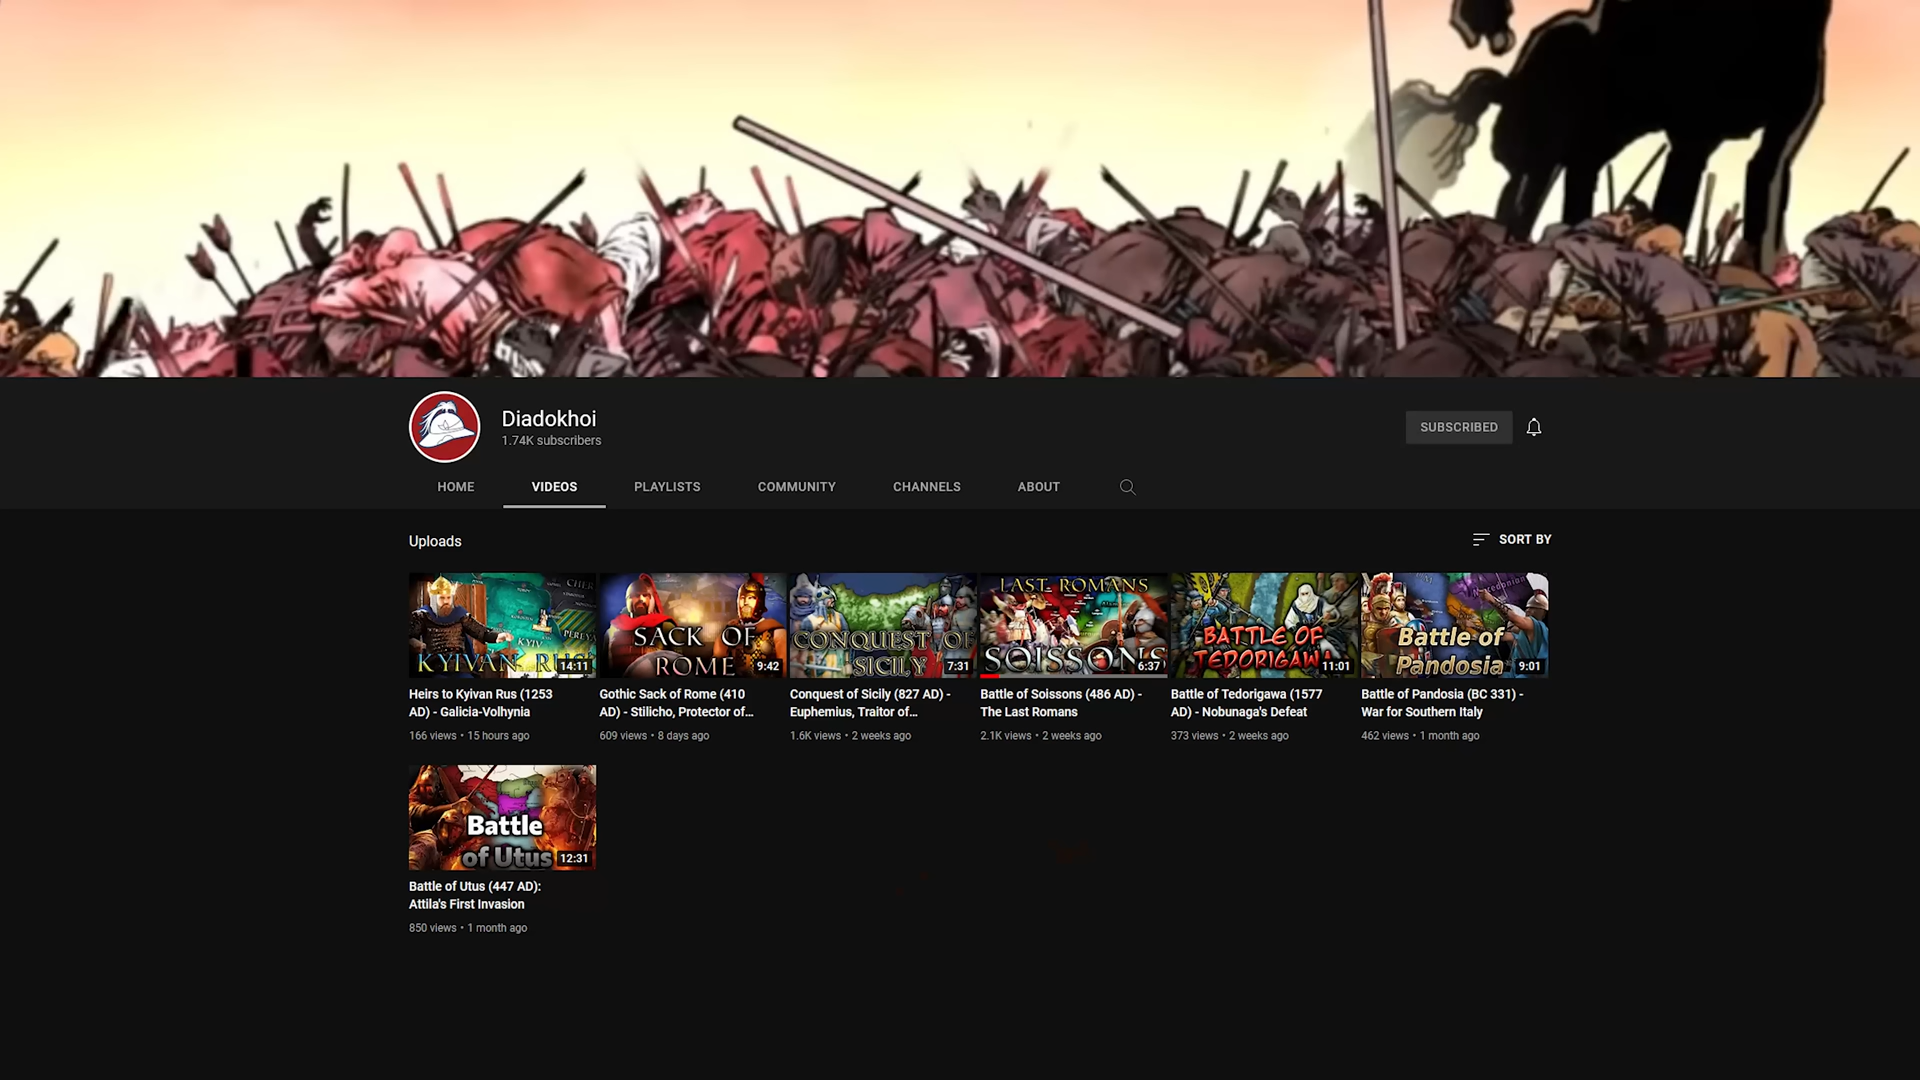 Diadokhoi
1.74K subscribers
SUBSCRIBED
HOME
VIDEOS
PLAYLISTS
COMMUNITY
CHANNELS
ABOUT
Uploads
SORT BY
KYIV
KYIVAN RUS
14:11
Heirs to Kyivan Rus (1253
AD) - Galicia-Volhynia
166 views • 15 hours ago
SACK OF
ROME
9:42
Gothic Sack of Rome (410
AD) - Stilicho, Protector of...
609 views • 8 days ago
CONQUEST OF
SICILY
7:31
Conquest of Sicily (827 AD) -
Euphemius, Traitor of...
1.6K views • 2 weeks ago
LAST ROMANS
SOISSONS
6:37
Battle of Soissons (486 AD) -
The Last Romans
2.1K views • 2 weeks ago
BATTLE OF
TEDORIGAWA
11:01
Battle of Tedorigawa (1577
AD) - Nobunaga's Defeat
373 views • 2 weeks ago
Battle of
Pandosia
9:01
Battle of Pandosia (BC 331) -
War for Southern Italy
462 views • 1 month ago
Battle
of Utus
12:31
Battle of Utus (447 AD):
Attila's First Invasion
850 views • 1 month ago